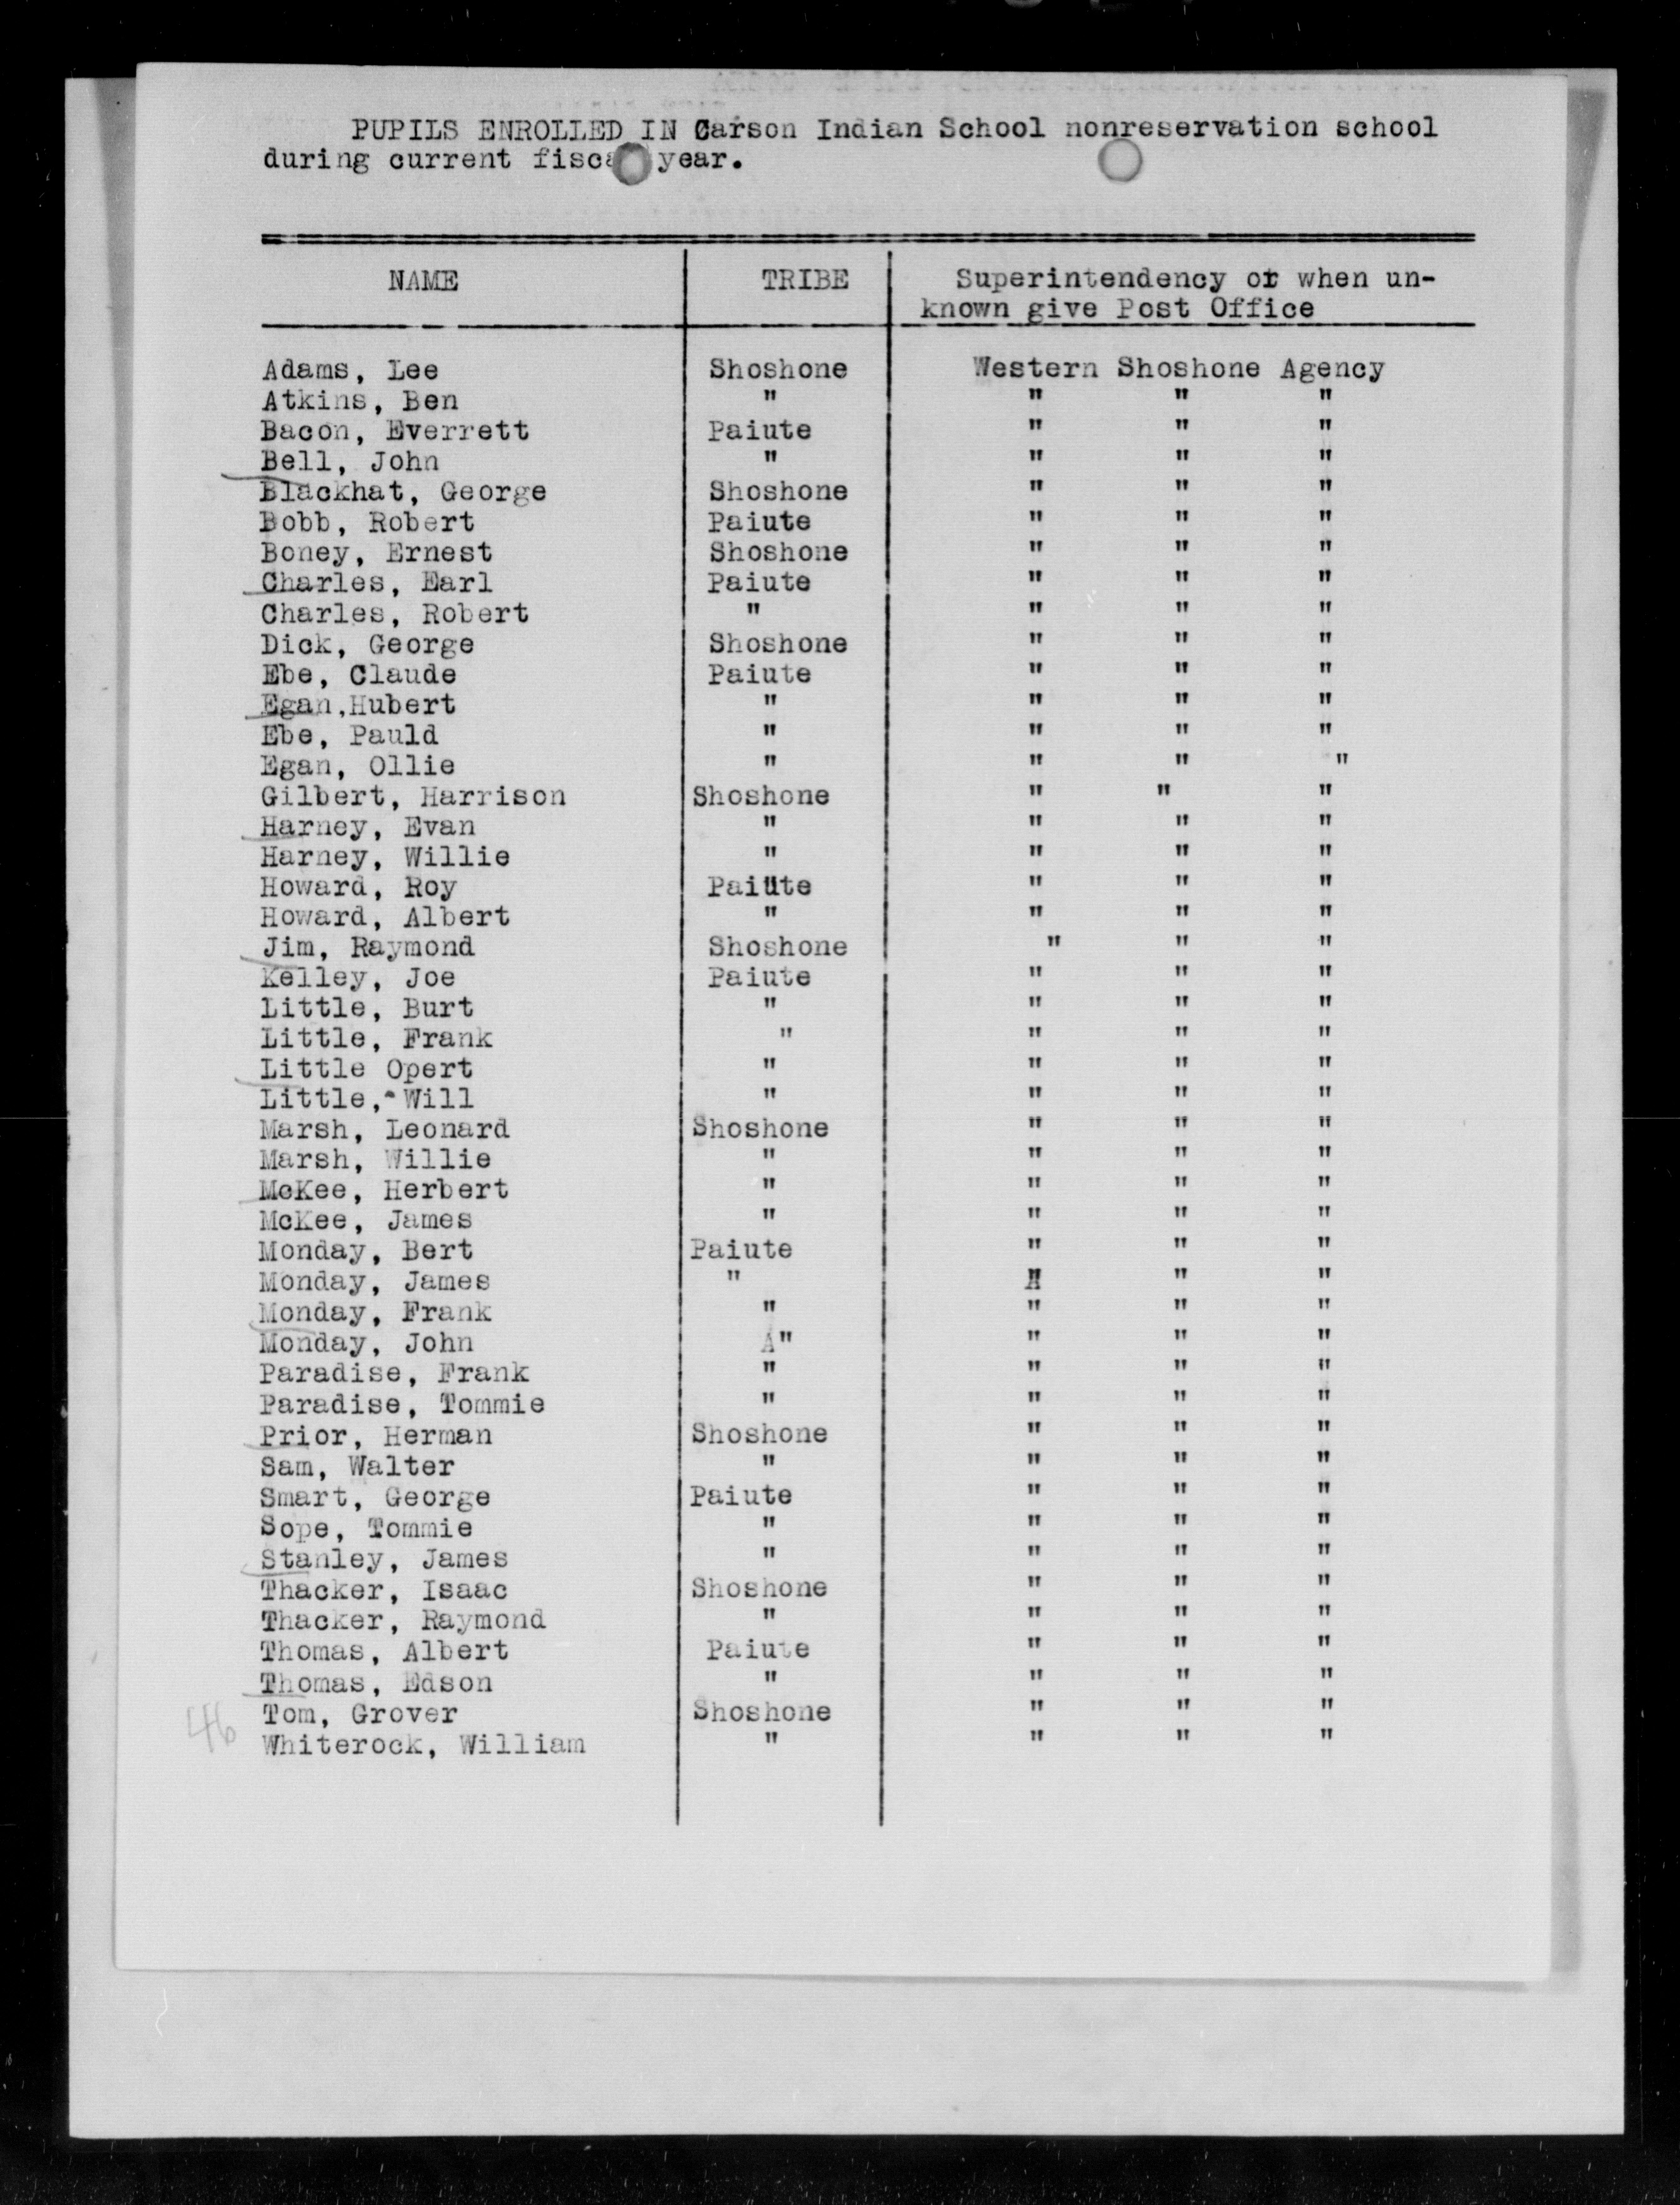 PUPILS ENROLLED IN Carson Indian School nonreservation school
during current year.
NAME TRIBE Superintendency or when un-
known give Post Office
Adams, Lee Shoshone Western Shoshone Agency
Atkins, Ben " " " "
Bacon, Everrett Paiute " " "
Bell, John " " " "
Blackhat, George Shoshone " " "
Bobb, Robert Paiute " " "
Boney, Ernest Shoshone " " "
Charles, Earl Paiute " " "
Charles, Robert " " " "
Dick, George Shoshone " " "
Ebe, Claude Paiute " " "
Egan,Hubert " " " "
Ebe, Pauld " " " "
Egan, Ollie " " " "
Gilbert, Harrison Shoshone " " "
Harney, Evan " " " "
Harney, Willie " " " "
Howard, Roy Paiute " " "
Howard, Albert " " " "
Jim, Raymond Shoshone " " "
Kelley, Joe Paiute " " "
Little, Burt " " " "
Little, Frank " " " "
Little Opert " " " "
Little, Will " " " "
Marsh, Leonard Shoshone " " "
Marsh, Willie " " " "
McKee, Herbert " " " "
McKee, James " " " "
Monday, Bert Paiute " " "
Monday, James " " " "
Monday, Frank " " " "
Monday, John " " " "
Paradise, Frank " " " "
Paradise, Tommie " " " "
Prior, Herman Shoshone " " "
Sam, Walter " " " "
Smart, George Paiute " " "
Sope, Tommie " " " "
Stanley, James " " " "
Thacker, Isaac Shoshone " " "
Thacker, Raymond " " " "
Thomas, Albert Paiute " " "
Thomas, Edson " " " "
Tom, Grover Shoshone " " "
46
Whiterock, William " " " "